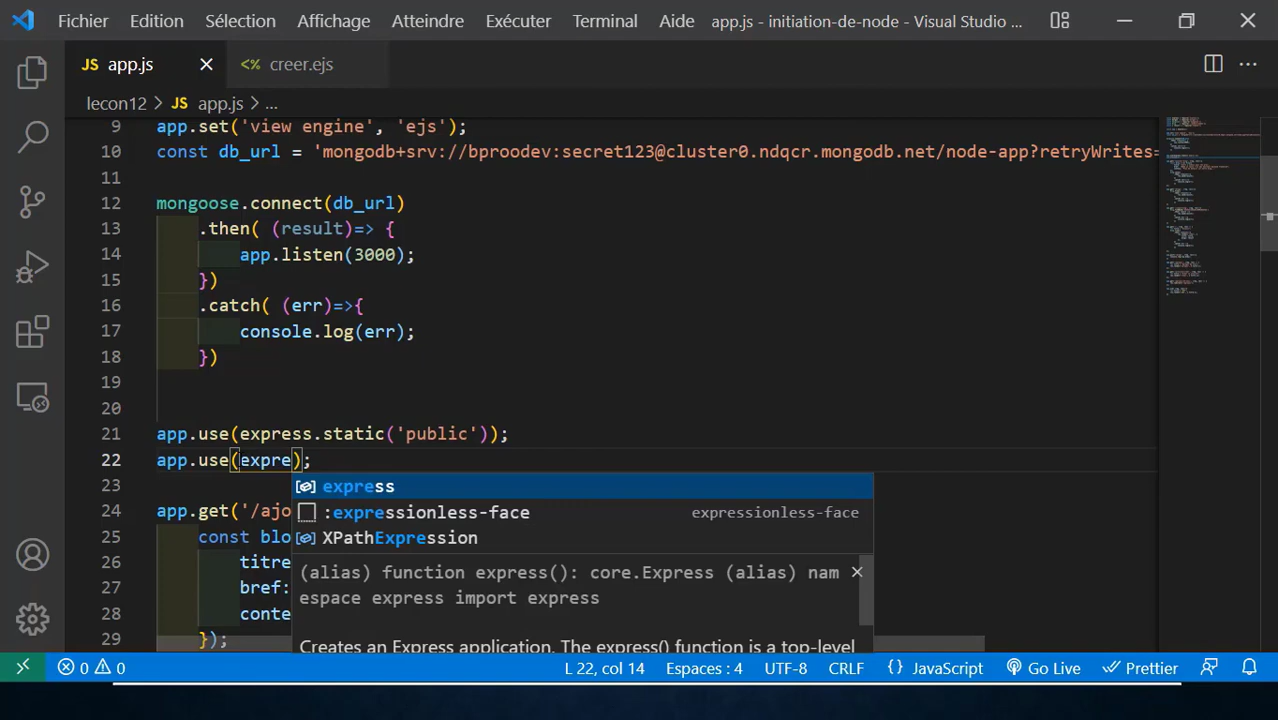 Fichier Edition Sélection Affichage Atteindre Exécuter Terminal Aide app.js - initiation-de-node - Visual Studio ...
JS app.js × <% creer.ejs ...
lecon12 > JS app.js > ...
9 app.set('view engine', 'ejs');
10 const db_url = 'mongodb+srv://bproodev:secret123@cluster0.ndqcr.mongodb.net/node-app?retryWrites=
11
12 mongoose.connect(db_url)
13 .then( (result)=> {
14 app.listen(3000);
15 })
16 .catch( (err)=>{
17 console.log(err);
18 })
19
20
21 app.use(express.static('public'));
22 app.use(expre);
23 express
24 app.get('/ajo :expressionless-face expressionless-face
25 const blo XPathExpression
26 titre (alias) function express(): core.Express (alias) nam
27 bref: espace express import express
28 conte
29 }); Creates an Express application. The express() function is a top-level
0 0 L 22, col 14 Espaces : 4 UTF-8 CRLF {} JavaScript Go Live Prettier